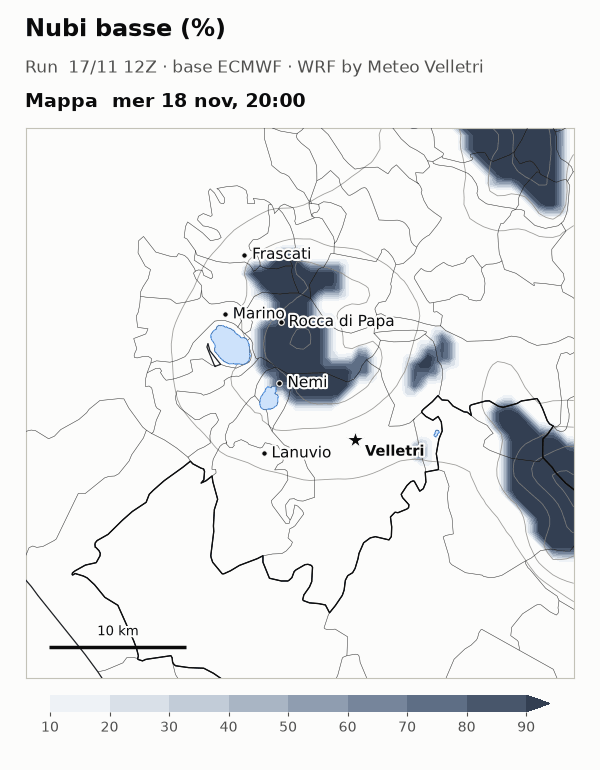 Nubi basse (%)
Run  17/11 12Z · base ECMWF · WRF by Meteo Velletri
Mappa  mer 18 nov, 20:00
Frascati
Marino
Rocca di Papa
Nemi
Lanuvio
Velletri
10 km
10 20 30 40 50 60 70 80 90